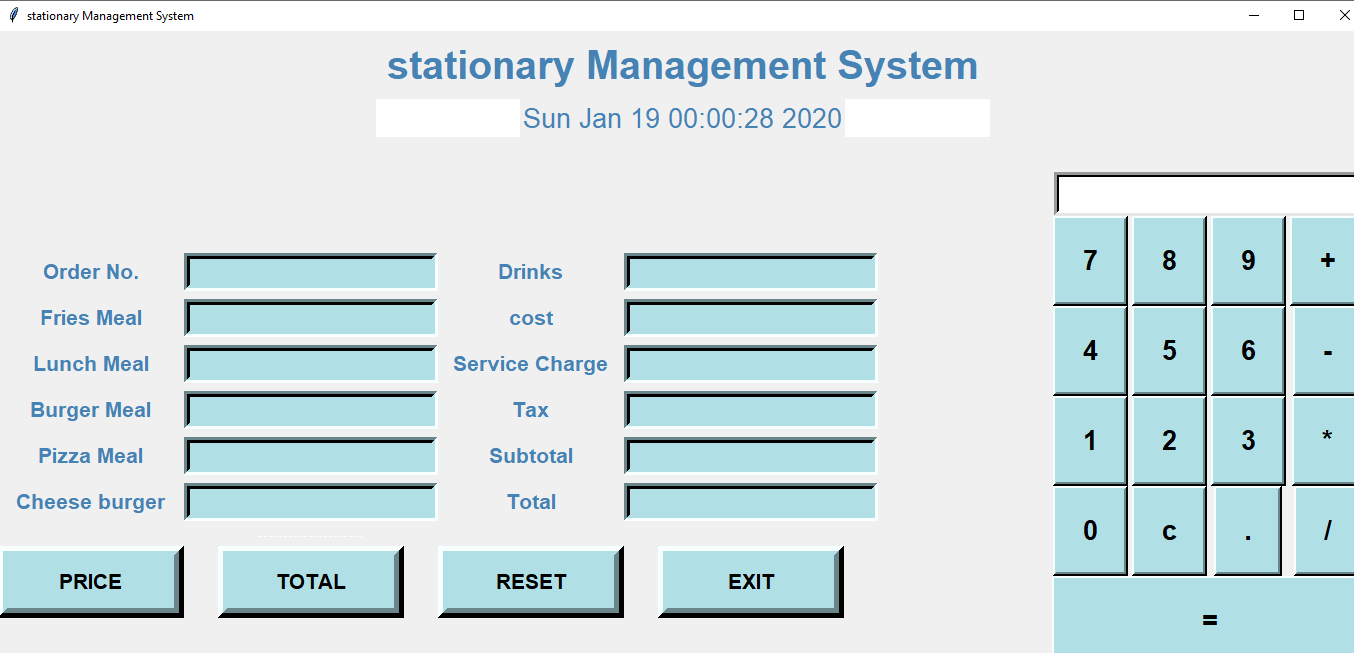 stationary Management System
stationary Management System
Sun Jan 19 00:00:28 2020
Order No. Drinks
Fries Meal cost
Lunch Meal Service Charge
Burger Meal Tax
Pizza Meal Subtotal
Cheese burger Total
PRICE TOTAL RESET EXIT
7 8 9 +
4 5 6 -
1 2 3 *
0 c . /
=